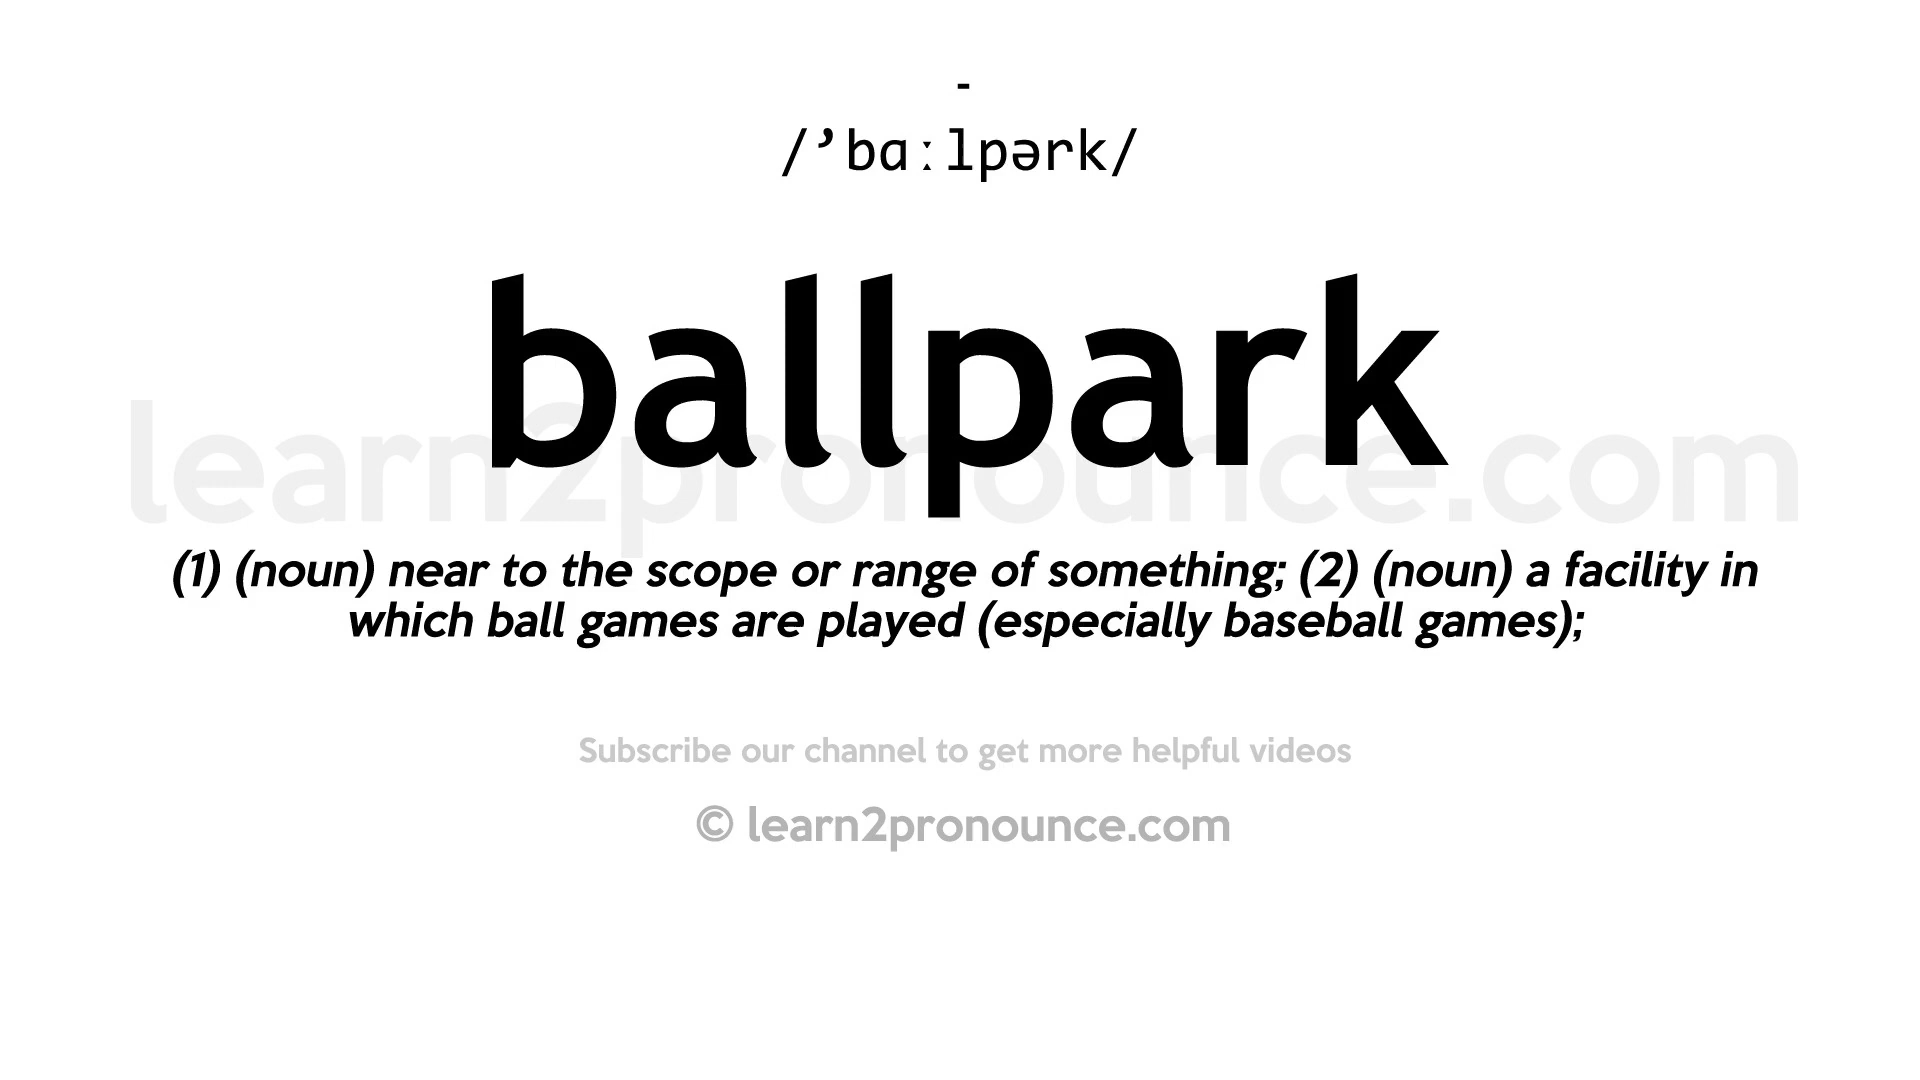 -
/’bɑːlpərk/
ballpark
learn2pronounce.com
(1) (noun) near to the scope or range of something; (2) (noun) a facility in
which ball games are played (especially baseball games);
Subscribe our channel to get more helpful videos
© learn2pronounce.com